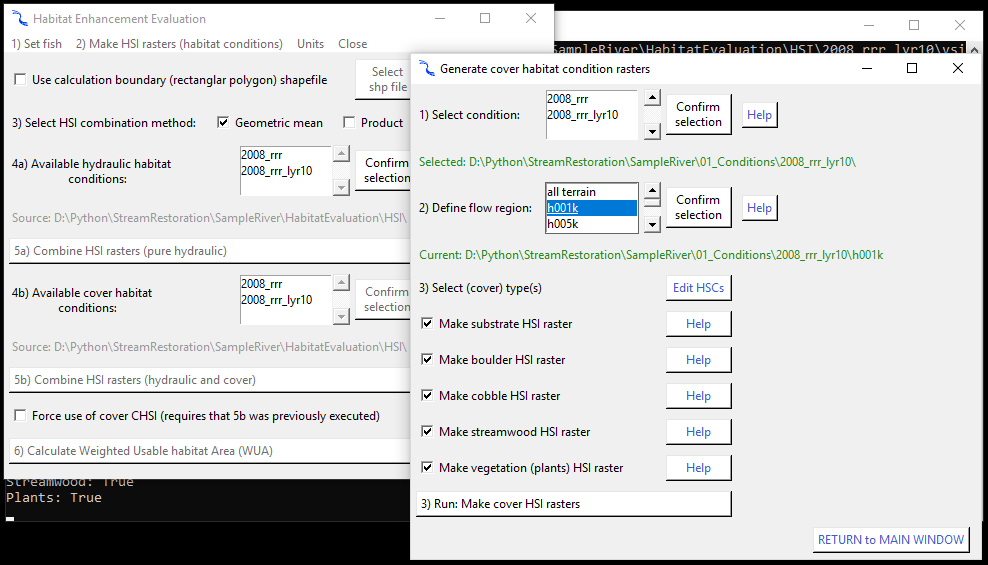 Habitat Enhancement Evaluation
1) Set fish 2) Make HSI rasters (habitat conditions) Units Close
Use calculation boundary (rectanglar polygon) shapefile
Select
shp file
3) Select HSI combination method: Geometric mean Product
4a) Available hydraulic habitat
conditions:
2008_rrr
2008_rrr_lyr10
Confirm
selection
Source: D:\Python\StreamRestoration\SampleRiver\HabitatEvaluation\HSI\
5a) Combine HSI rasters (pure hydraulic)
4b) Available cover habitat
conditions:
2008_rrr
2008_rrr_lyr10
Confirm
selection
Source: D:\Python\StreamRestoration\SampleRiver\HabitatEvaluation\HSI\
5b) Combine HSI rasters (hydraulic and cover)
Force use of cover CHSI (requires that 5b was previously executed)
6) Calculate Weighted Usable habitat Area (WUA)
Streamwood: True
Plants: True
SampleRiver\HabitatEvaluation\HSI\2008_rrr_lyr10\vsi
Generate cover habitat condition rasters
1) Select condition:
2008_rrr
2008_rrr_lyr10
Confirm
selection
Help
Selected: D:\Python\StreamRestoration\SampleRiver\01_Conditions\2008_rrr_lyr10\
2) Define flow region:
all terrain
h001k
h005k
Confirm
selection
Help
Current: D:\Python\StreamRestoration\SampleRiver\01_Conditions\2008_rrr_lyr10\h001k
3) Select (cover) type(s) Edit HSCs
Make substrate HSI raster Help
Make boulder HSI raster Help
Make cobble HSI raster Help
Make streamwood HSI raster Help
Make vegetation (plants) HSI raster Help
3) Run: Make cover HSI rasters
RETURN to MAIN WINDOW